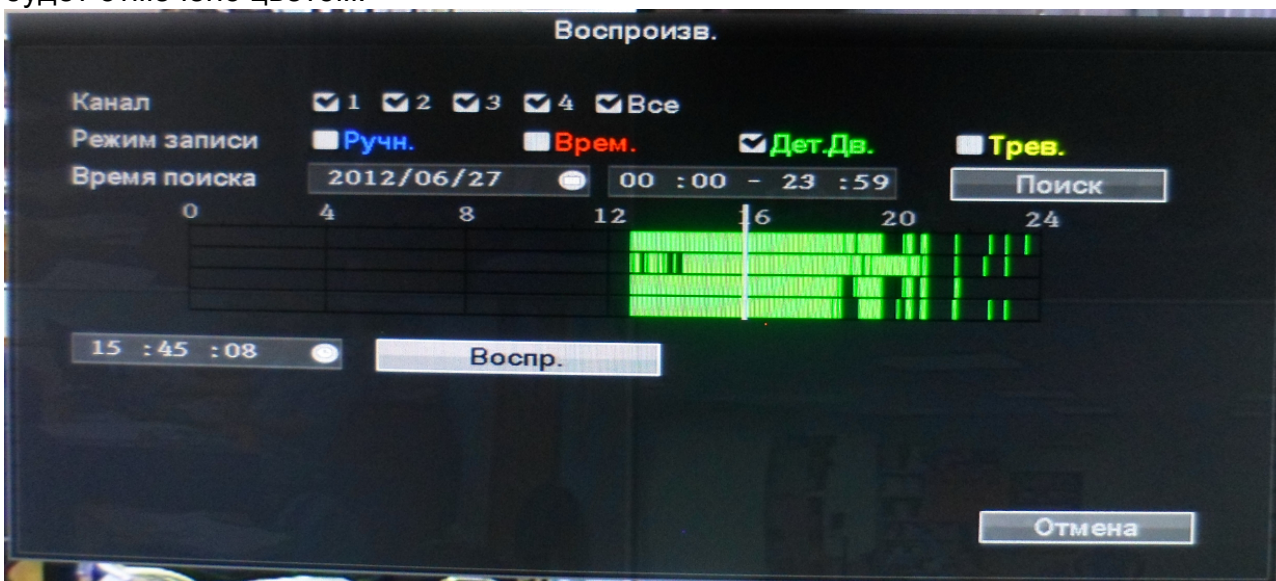 Воспроизв.
Канал 1 2 3 4 Все
Режим записи Ручн. Врем. Дет.Дв. Трев.
Время поиска 2012/06/27 00 :00 - 23 :59 Поиск
0 4 8 12 16 20 24
15 :45 :08 Воспр.
Отмена